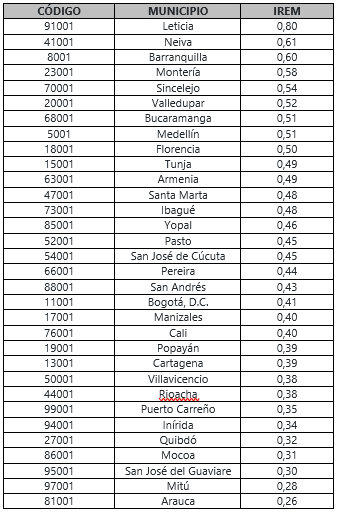 CÓDIGO MUNICIPIO IREM
91001 Leticia 0,80
41001 Neiva 0,61
8001 Barranquilla 0,60
23001 Montería 0,58
70001 Sincelejo 0,54
20001 Valledupar 0,52
68001 Bucaramanga 0,51
5001 Medellín 0,51
18001 Florencia 0,50
15001 Tunja 0,49
63001 Armenia 0,49
47001 Santa Marta 0,48
73001 Ibagué 0,48
85001 Yopal 0,46
52001 Pasto 0,45
54001 San José de Cúcuta 0,45
66001 Pereira 0,44
88001 San Andrés 0,43
11001 Bogotá, D.C. 0,41
17001 Manizales 0,40
76001 Cali 0,40
19001 Popayán 0,39
13001 Cartagena 0,39
50001 Villavicencio 0,38
44001 Rioacha 0,38
99001 Puerto Carreño 0,35
94001 Inírida 0,34
27001 Quibdó 0,32
86001 Mocoa 0,31
95001 San José del Guaviare 0,30
97001 Mitú 0,28
81001 Arauca 0,26